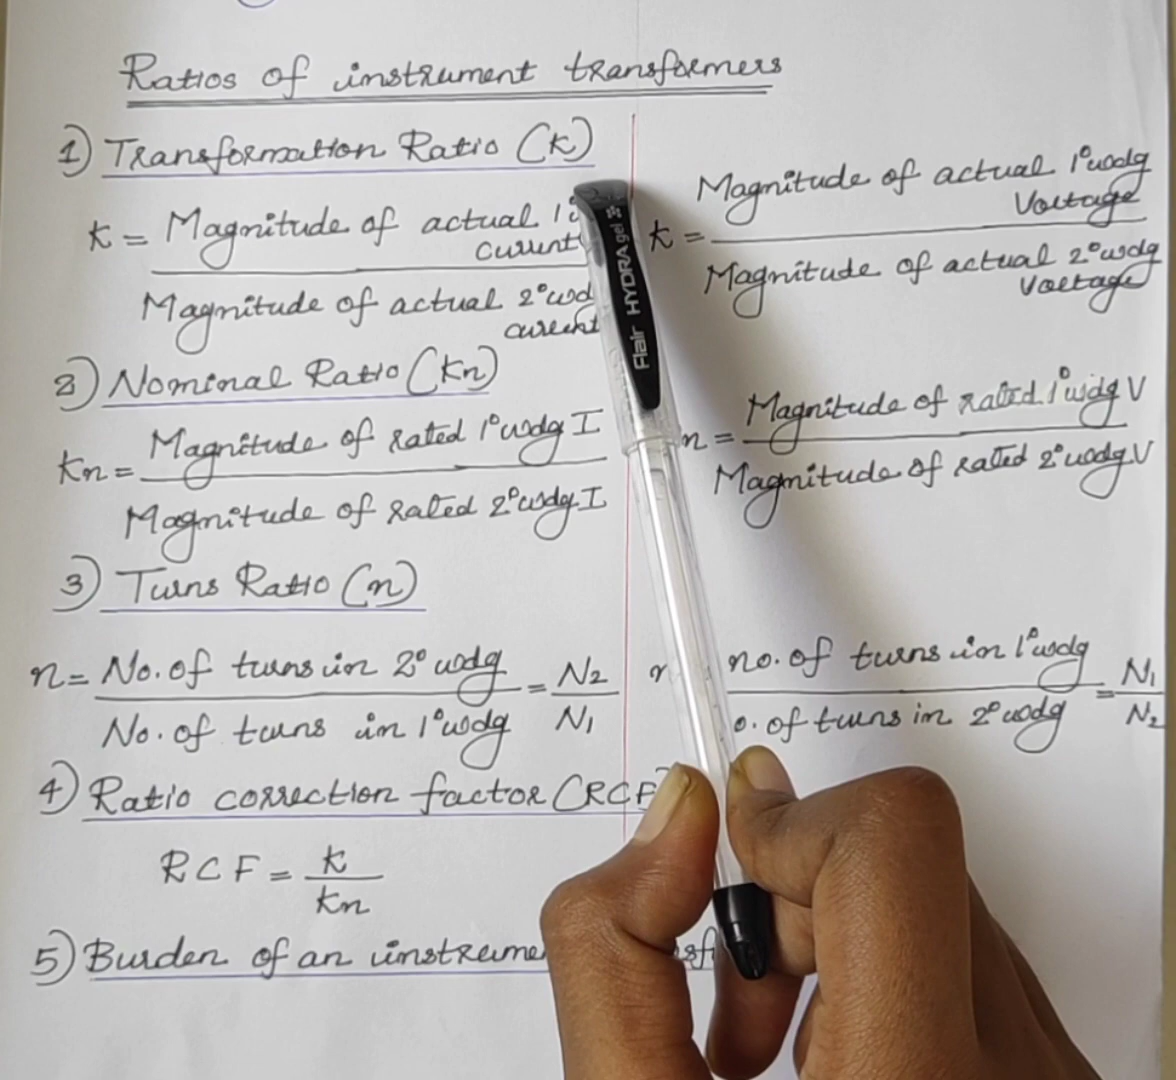 Ratios of instrument transformers
1) Transformation Ratio (K)
K = Magnitude of actual 1°
current
Magnitude of actual 2° wd
current
K = Magnitude of actual 1° wdg
Voltage
Magnitude of actual 2° wdg
Voltage
2) Nominal Ratio (Kn)
Kn = Magnitude of rated 1° wdg I
Magnitude of rated 2° wdg I
n = Magnitude of rated 1° wdg V
Magnitude of rated 2° wdg V
3) Turns Ratio (n)
n = No. of turns in 2° wdg = N2
No. of turns in 1° wdg N1
no. of turns in 1° wdg = N1
o. of turns in 2° wdg N2
4) Ratio correction factor (RCF)
RCF = K
Kn
5) Burden of an instrume
Flair HYDRA gel